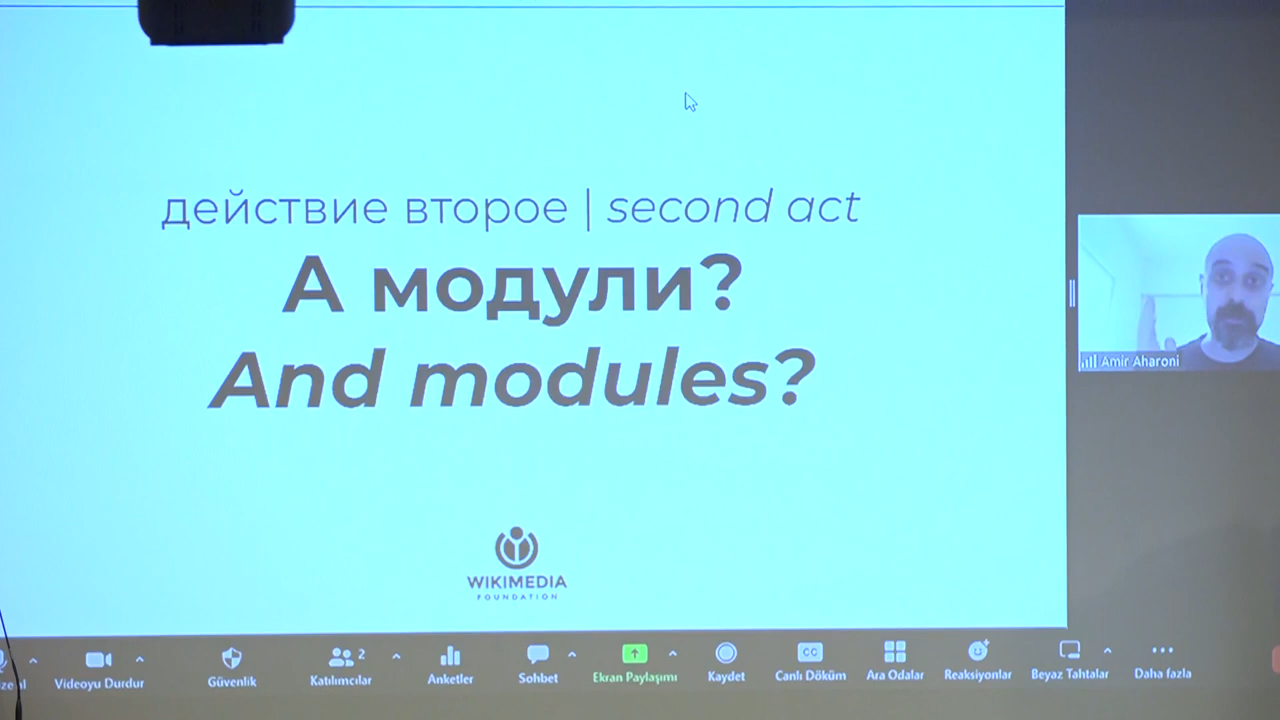 действие второе | second act
А модули?
And modules?
WIKIMEDIA
FOUNDATION
Amir Aharoni
Videoyu Durdur
Güvenlik
2
Katılımcılar
Anketler
Sohbet
Ekran Paylaşımı
Kaydet
CC
Canlı Döküm
Ara Odalar
Reaksiyonlar
Beyaz Tahtalar
Daha fazla